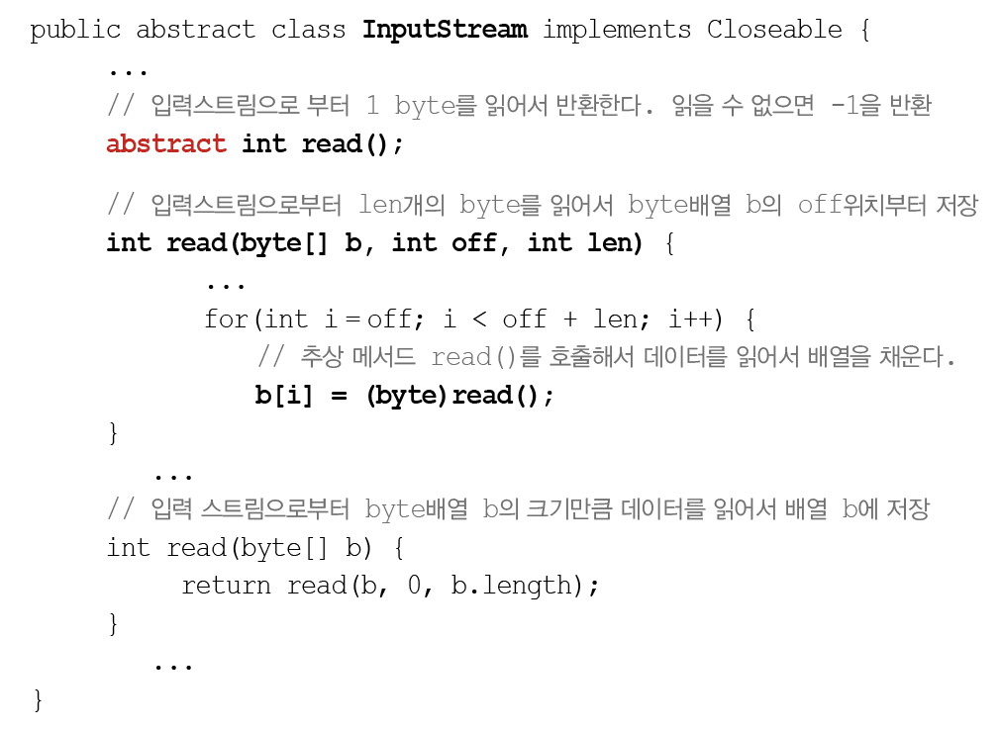 public abstract class InputStream implements Closeable {
...
// 입력스트림으로 부터 1 byte를 읽어서 반환한다. 읽을 수 없으면 -1을 반환
abstract int read();
// 입력스트림으로부터 len개의 byte를 읽어서 byte배열 b의 off위치부터 저장
int read(byte[] b, int off, int len) {
...
for(int i=off; i < off + len; i++) {
// 추상 메서드 read()를 호출해서 데이터를 읽어서 배열을 채운다.
b[i] = (byte)read();
}
...
// 입력 스트림으로부터 byte배열 b의 크기만큼 데이터를 읽어서 배열 b에 저장
int read(byte[] b) {
return read(b, 0, b.length);
}
...
}